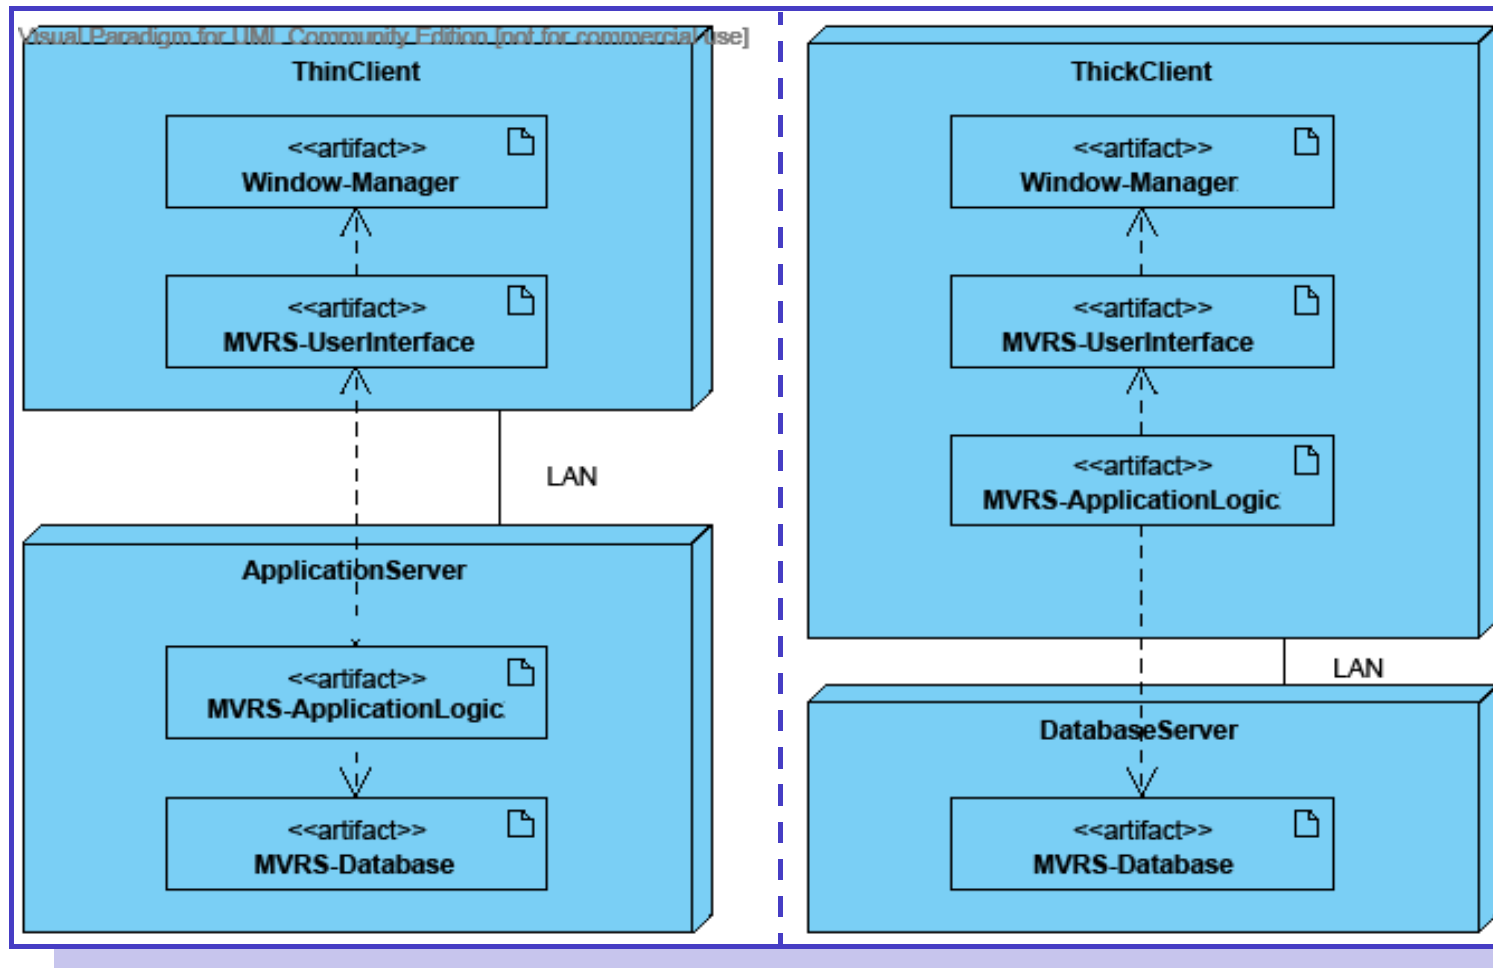 Visual Paradigm for UML Community Edition [not for commercial use]
ThinClient
<<artifact>>
Window-Manager
<<artifact>>
MVRS-UserInterface
LAN
ApplicationServer
<<artifact>>
MVRS-ApplicationLogic
<<artifact>>
MVRS-Database
ThickClient
<<artifact>>
Window-Manager
<<artifact>>
MVRS-UserInterface
<<artifact>>
MVRS-ApplicationLogic
LAN
DatabaseServer
<<artifact>>
MVRS-Database